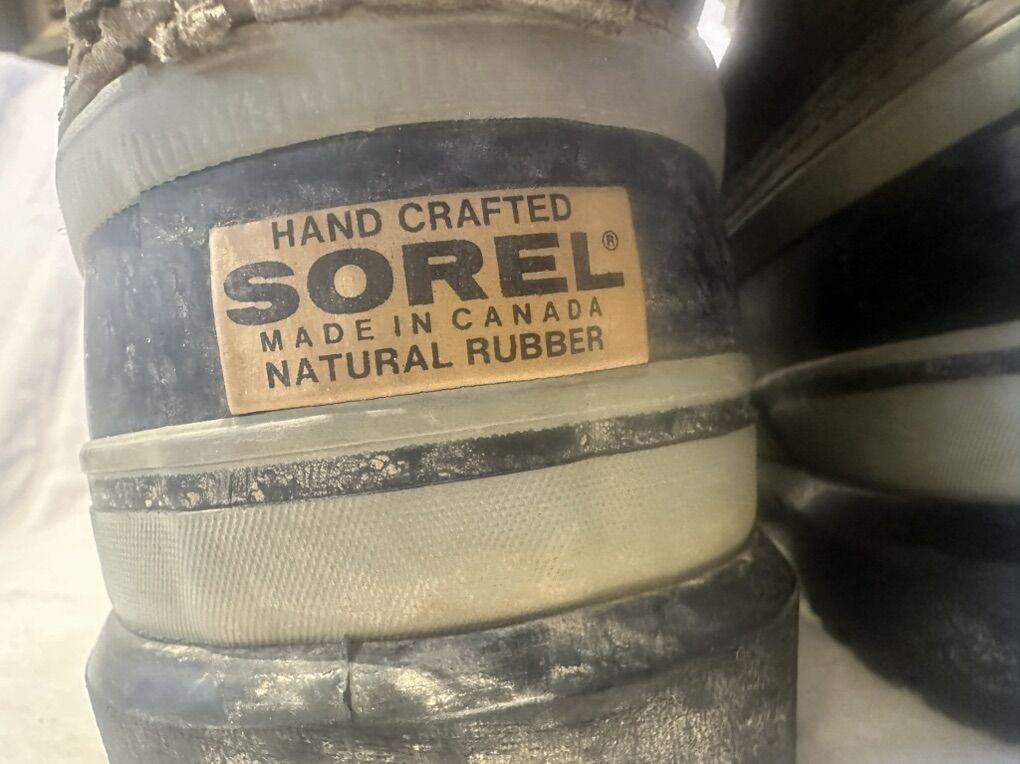 HAND CRAFTED
SOREL®
MADE IN CANADA
NATURAL RUBBER